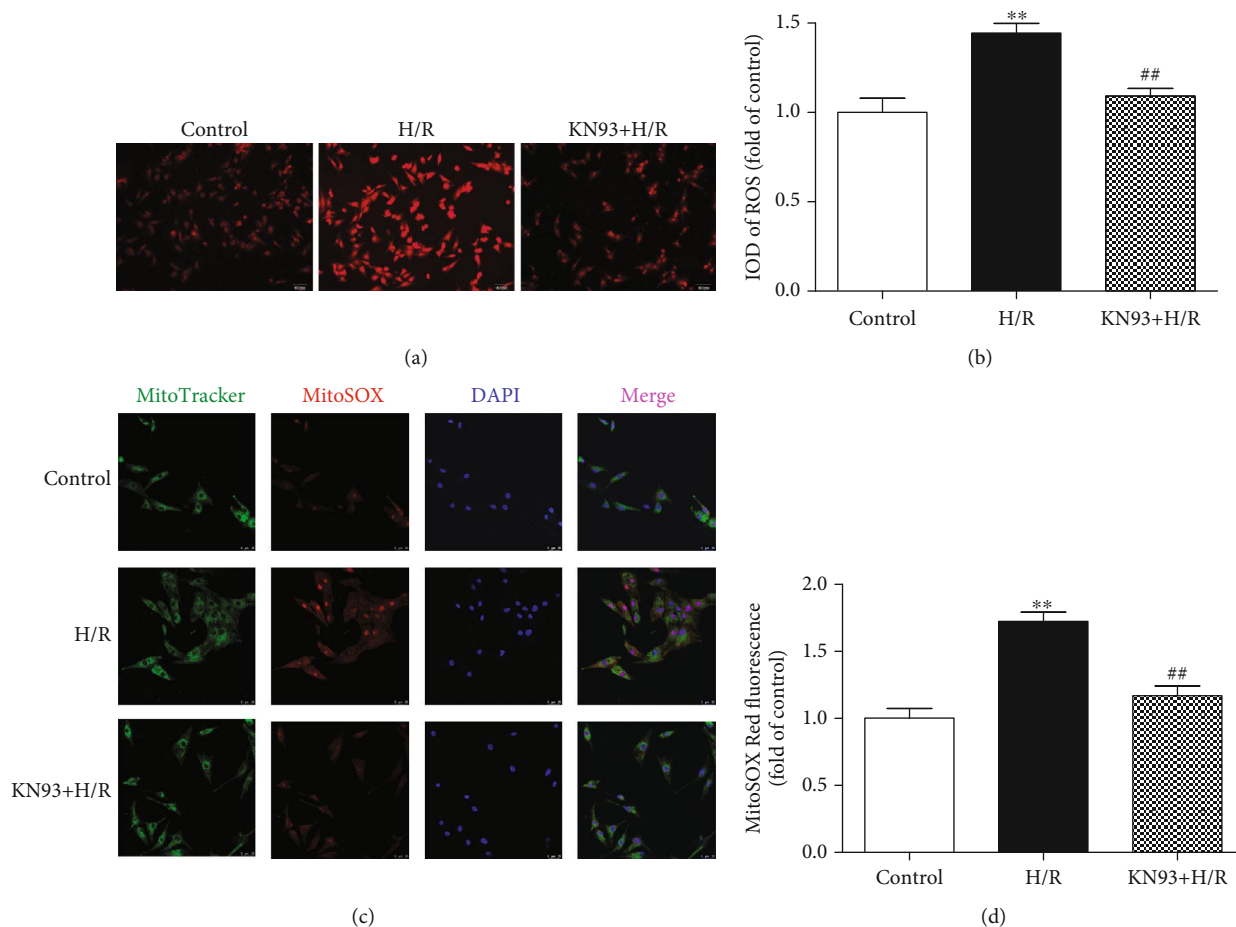 Control H/R KN93+H/R
(a)
IOD of ROS (fold of control)
1.5
1.0
0.5
0.0
**
##
Control H/R KN93+H/R
(b)
MitoTracker MitoSOX DAPI Merge
Control
H/R
KN93+H/R
(c)
MitoSOX Red fluorescence
(fold of control)
2.0
1.5
1.0
0.5
0.0
**
##
Control H/R KN93+H/R
(d)